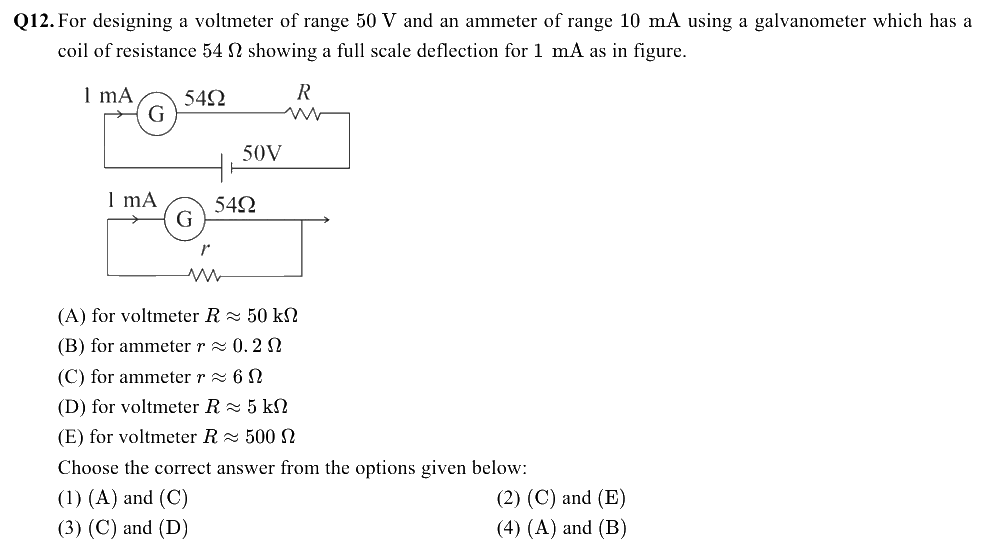 Q12. For designing a voltmeter of range 50 V and an ammeter of range 10 mA using a galvanometer which has a
coil of resistance 54 Ω showing a full scale deflection for 1 mA as in figure.
1 mA G 54Ω R
50V
1 mA G 54Ω
r
(A) for voltmeter R ≈ 50 kΩ
(B) for ammeter r ≈ 0.2 Ω
(C) for ammeter r ≈ 6 Ω
(D) for voltmeter R ≈ 5 kΩ
(E) for voltmeter R ≈ 500 Ω
Choose the correct answer from the options given below:
(1) (A) and (C) (2) (C) and (E)
(3) (C) and (D) (4) (A) and (B)